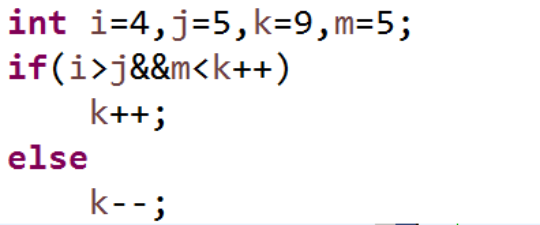 int i=4,j=5,k=9,m=5;
if(i>j&&m<k++)
k++;
else
k--;